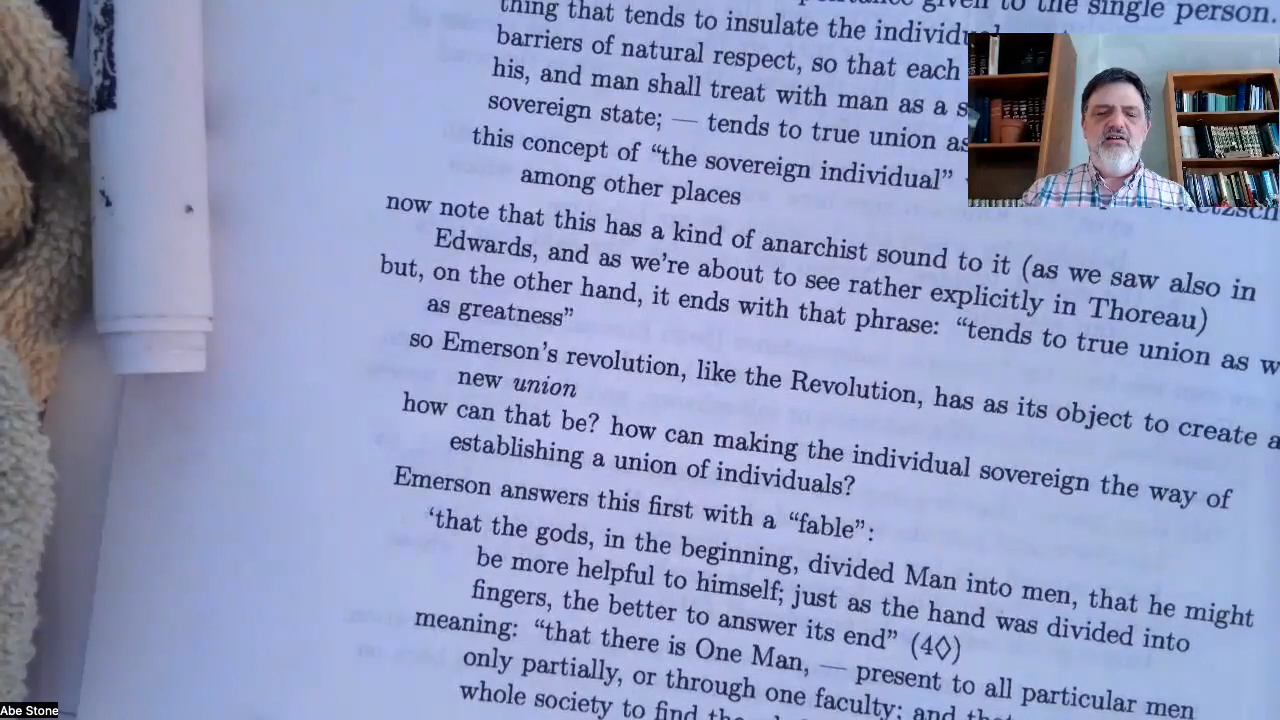 given to the single person.
thing that tends to insulate the individual
barriers of natural respect, so that each
his, and man shall treat with man as a s
sovereign state; — tends to true union as
this concept of “the sovereign individual”
among other places
now note that this has a kind of anarchist sound to it (as we saw also in
Edwards, and as we’re about to see rather explicitly in Thoreau)
but, on the other hand, it ends with that phrase: “tends to true union as w
as greatness”
so Emerson’s revolution, like the Revolution, has as its object to create a
new union
how can that be? how can making the individual sovereign the way of
establishing a union of individuals?
Emerson answers this first with a “fable”:
‘that the gods, in the beginning, divided Man into men, that he might
be more helpful to himself; just as the hand was divided into
fingers, the better to answer its end” (4◊)
meaning: “that there is One Man, — present to all particular men
only partially, or through one faculty; and that
whole society to find the
Abe Stone